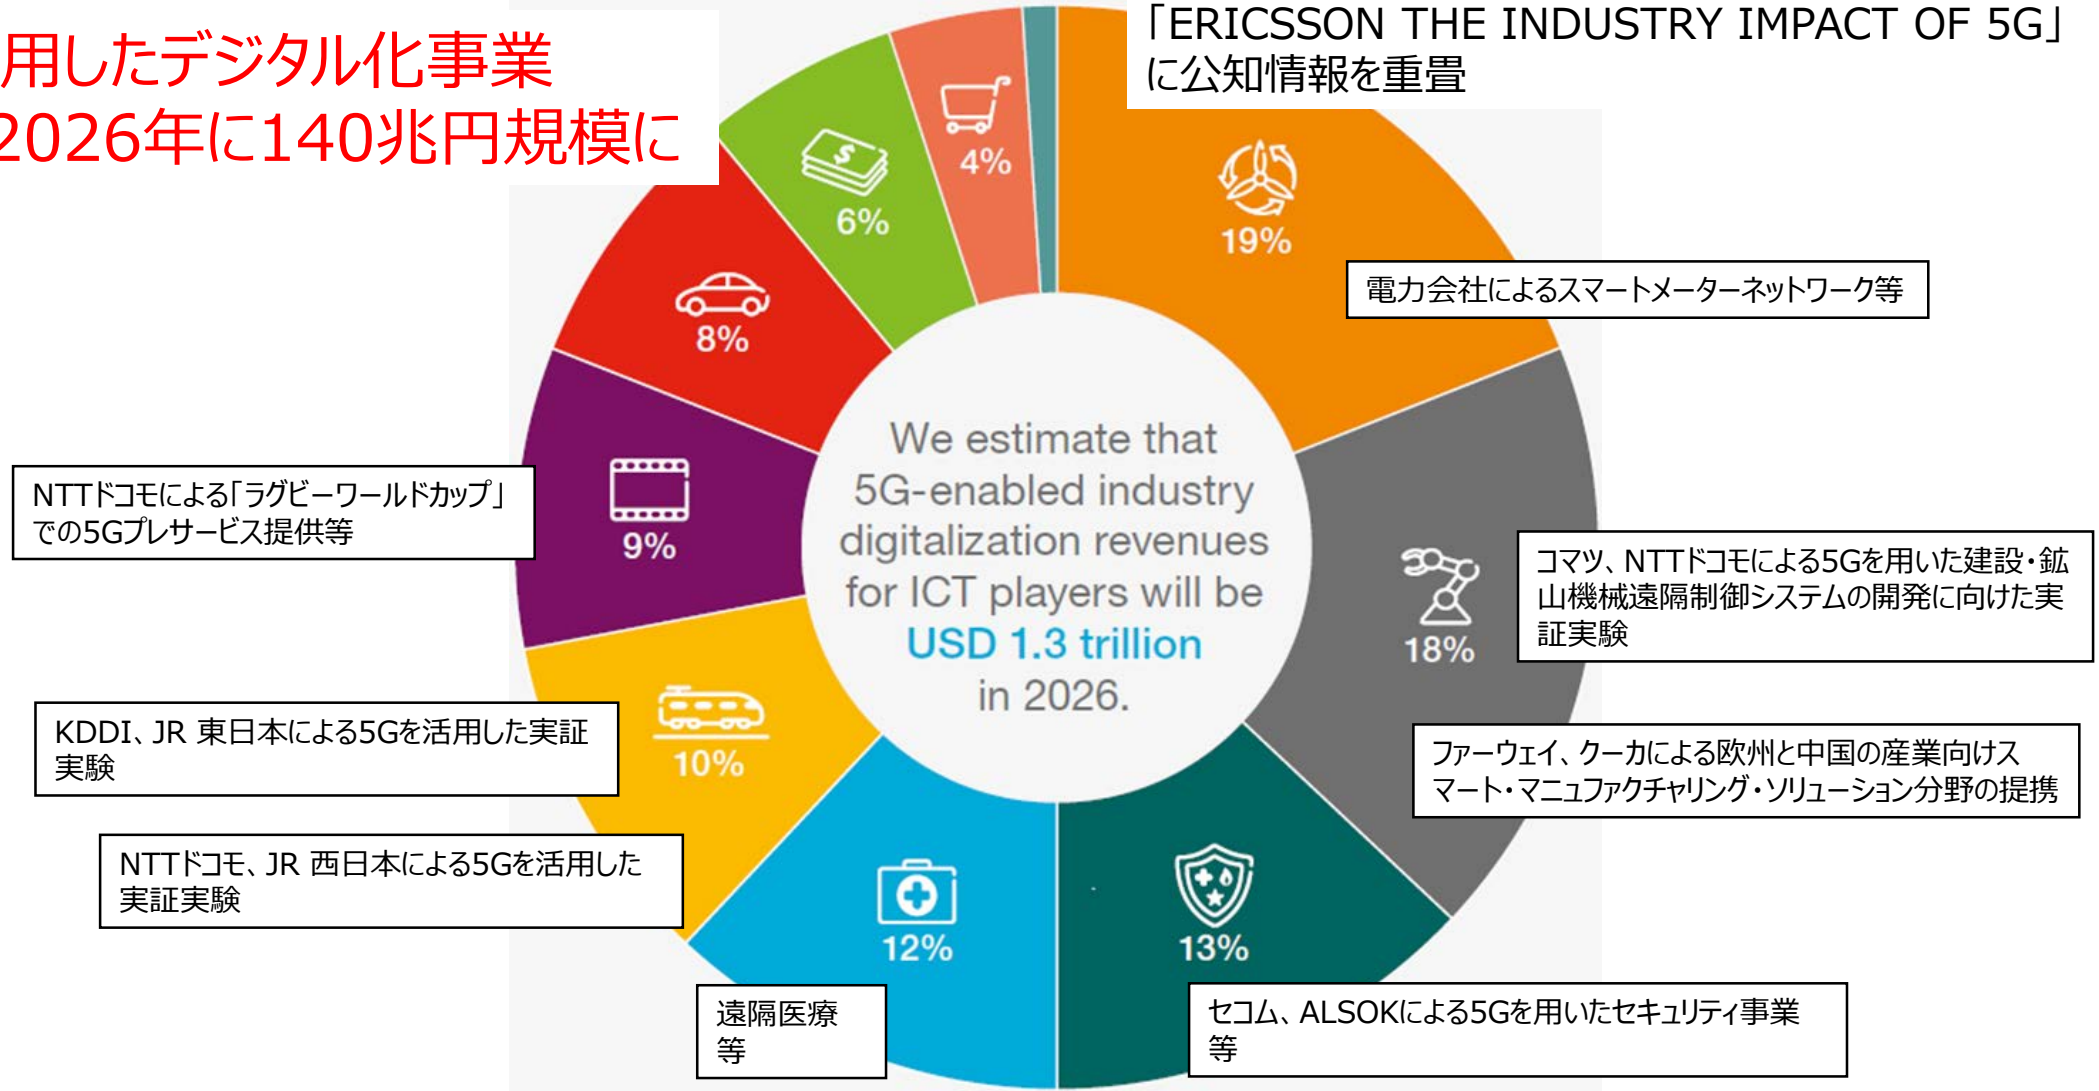 用したデジタル化事業
2026年に140兆円規模に
「ERICSSON THE INDUSTRY IMPACT OF 5G」
に公知情報を重畳
4%
6%
19%
8%
電力会社によるスマートメーターネットワーク等
We estimate that
5G-enabled industry
digitalization revenues
for ICT players will be
USD 1.3 trillion
in 2026.
NTTドコモによる「ラグビーワールドカップ」
での5Gプレサービス提供等
9%
コマツ、NTTドコモによる5Gを用いた建設・鉱
山機械遠隔制御システムの開発に向けた実
証実験
18%
KDDI、JR 東日本による5Gを活用した実証
実験
10%
ファーウェイ、クーカによる欧州と中国の産業向けス
マート・マニュファクチャリング・ソリューション分野の提携
NTTドコモ、JR 西日本による5Gを活用した
実証実験
12%
13%
遠隔医療
等
セコム、ALSOKによる5Gを用いたセキュリティ事業
等